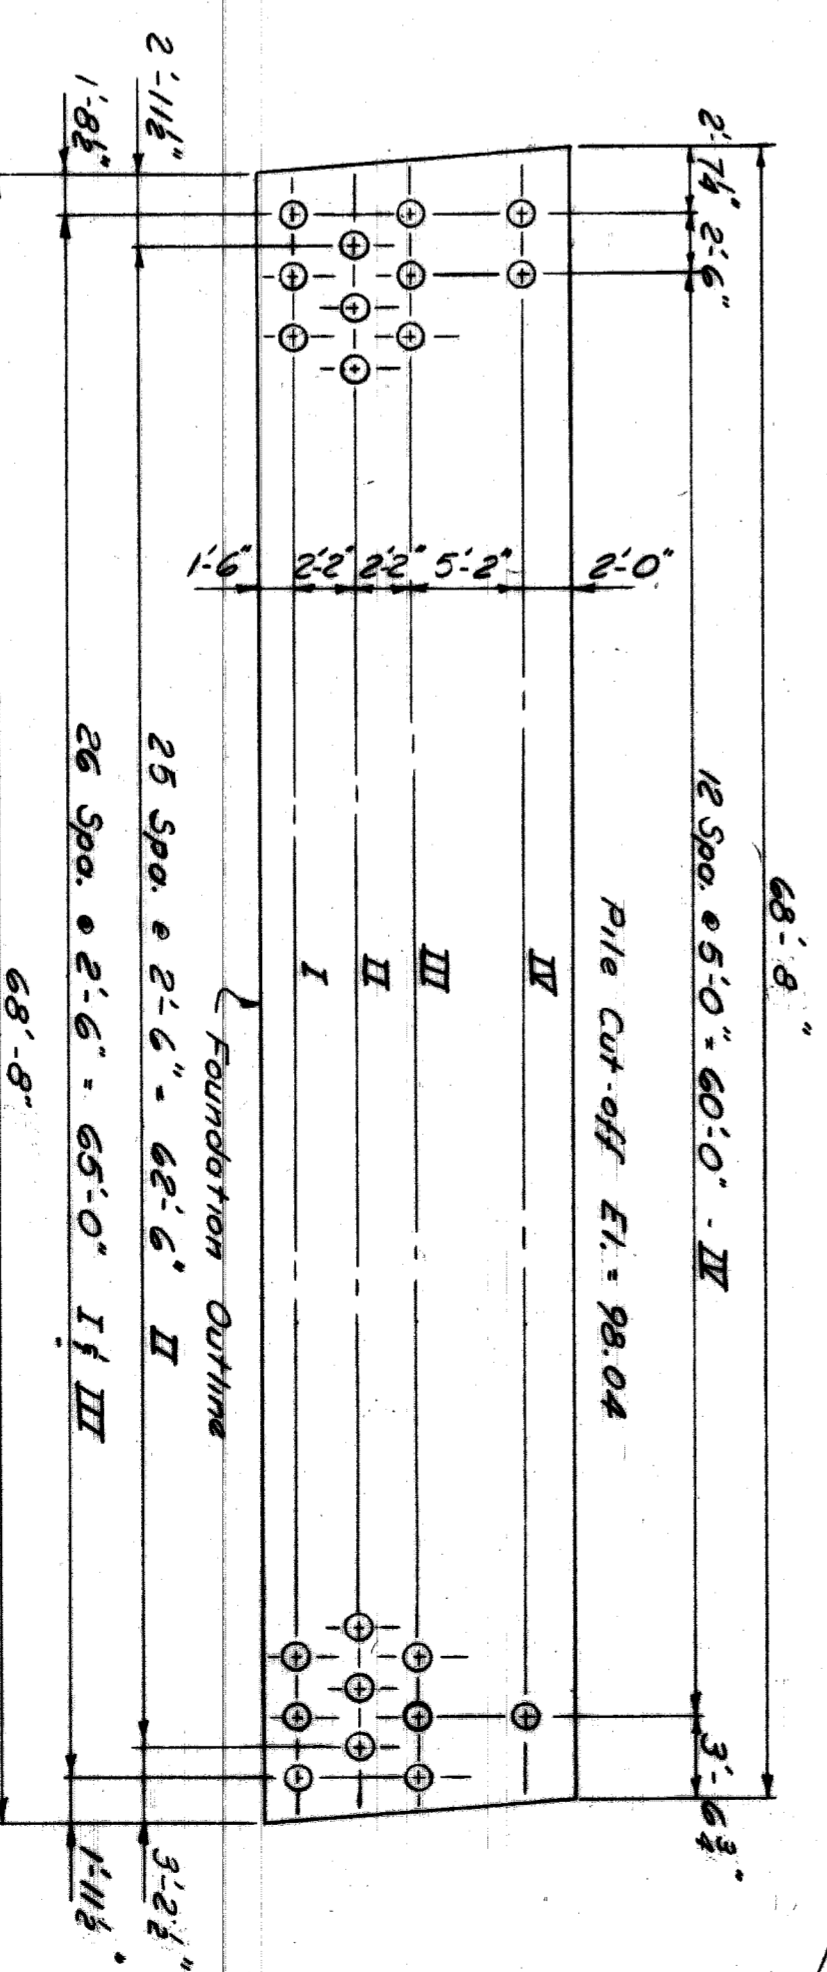 68'-8"
2'-7¼" 2'-6" 12 Spa. @ 5'-0" = 60'-0" - IV 3'-6¾"
Pile Cut-off El. = 98.04
1'-6" 2'-2" 2'-2" 5'-2" 2'-0"
IV
III
II
I
Foundation Outline
2'-11½" 25 Spa. @ 2'-6" = 62'-6" II 3'-2½"
1'-8½" 26 Spa. @ 2'-6" = 65'-0" I & III 1'-11½"
68'-8"